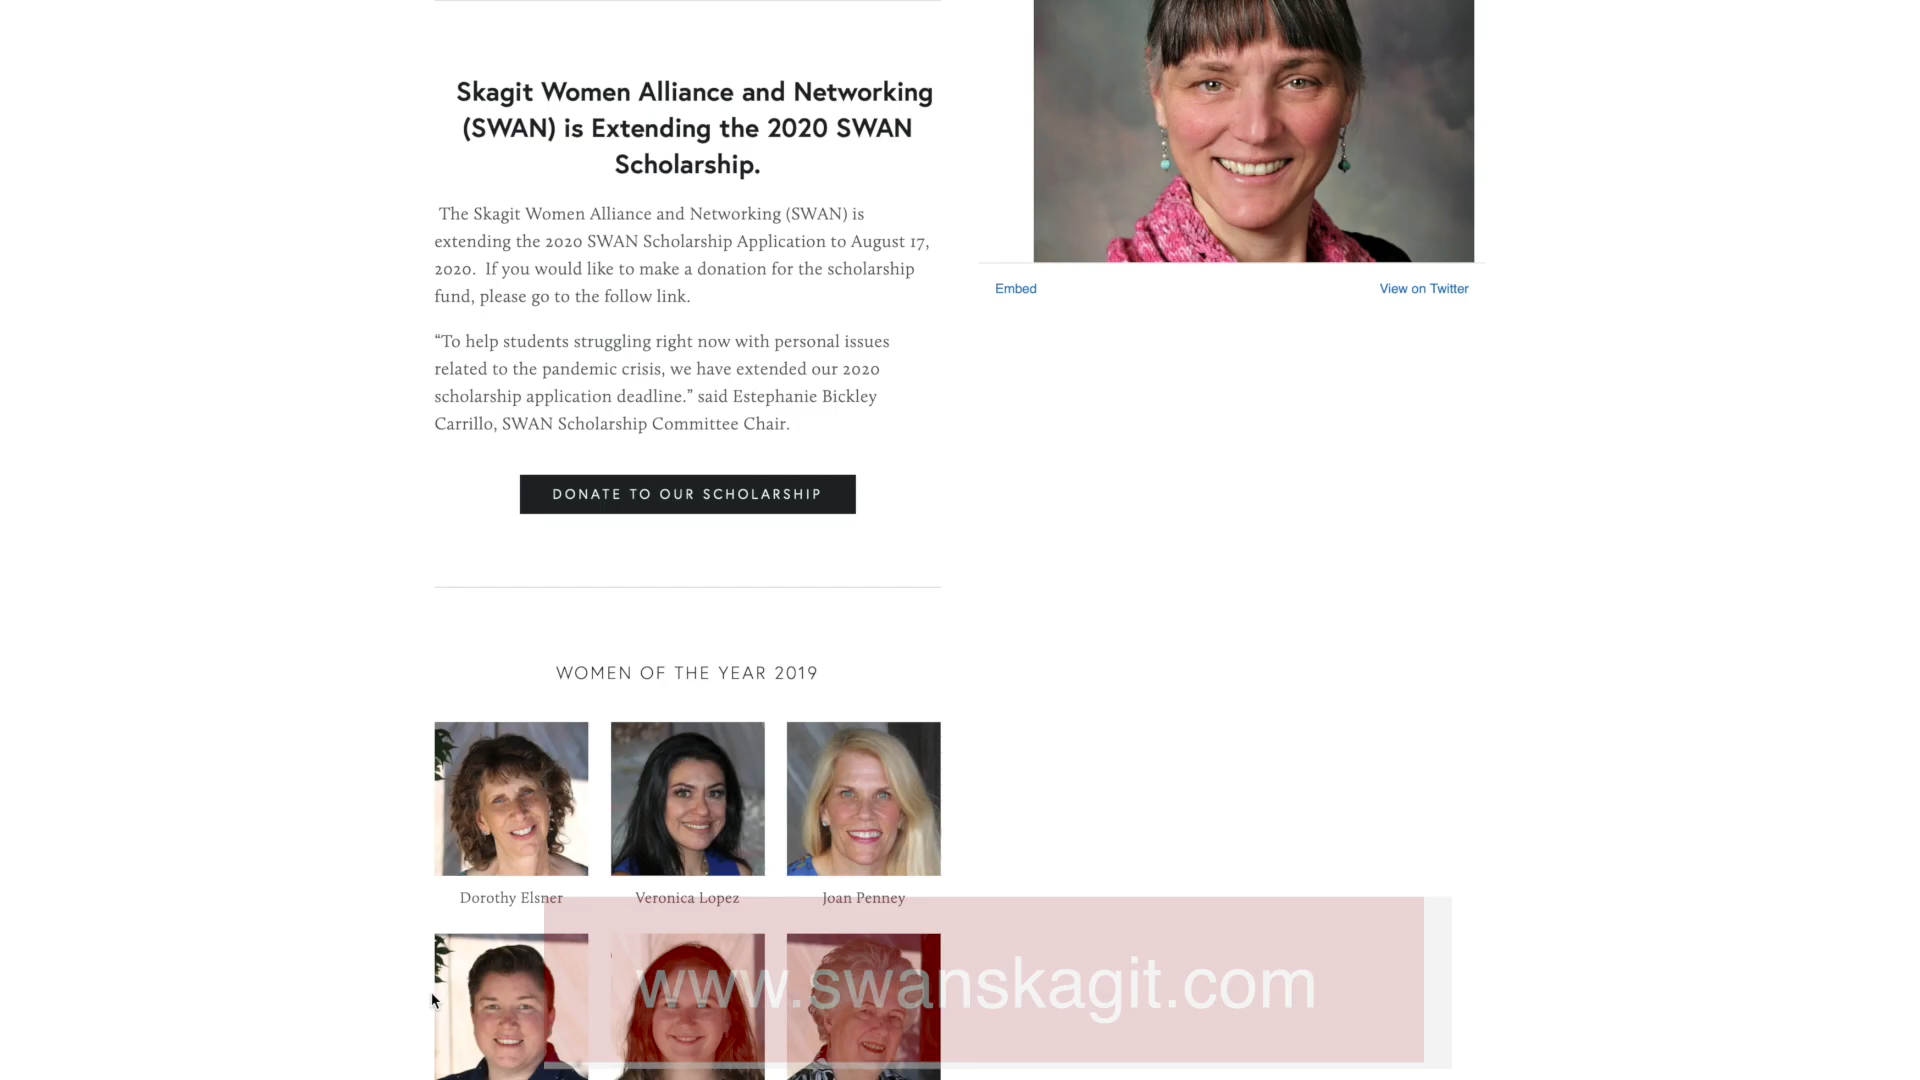 Skagit Women Alliance and Networking
(SWAN) is Extending the 2020 SWAN
Scholarship.
The Skagit Women Alliance and Networking (SWAN) is
extending the 2020 SWAN Scholarship Application to August 17,
2020.  If you would like to make a donation for the scholarship
fund, please go to the follow link.
“To help students struggling right now with personal issues
related to the pandemic crisis, we have extended our 2020
scholarship application deadline.” said Estephanie Bickley
Carrillo, SWAN Scholarship Committee Chair.
DONATE TO OUR SCHOLARSHIP
Embed
View on Twitter
WOMEN OF THE YEAR 2019
Dorothy Elsner
Veronica Lopez
Joan Penney
www.swanskagit.com